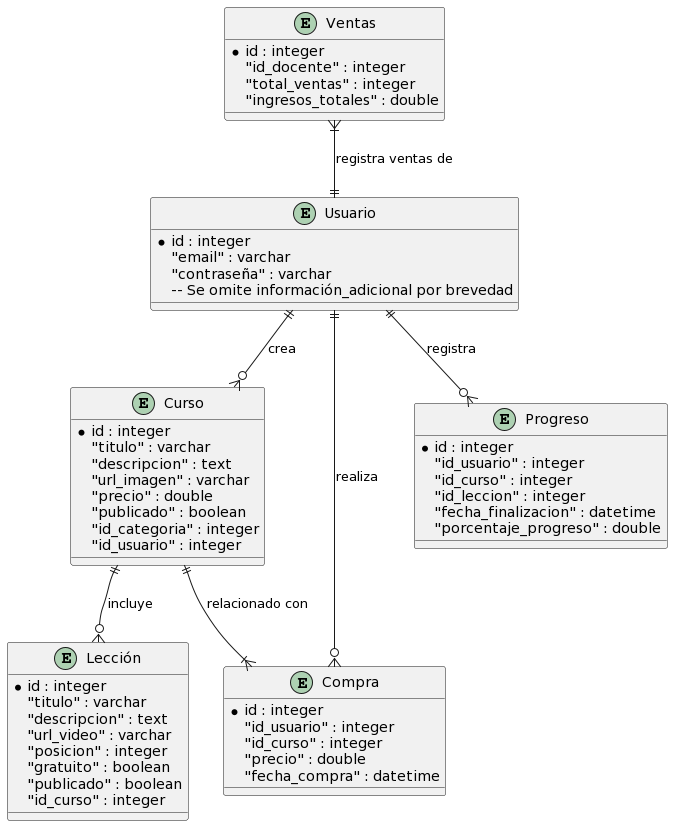 E Ventas
id : integer
"id_docente" : integer
"total_ventas" : integer
"ingresos_totales" : double
registra ventas de
E Usuario
id : integer
"email" : varchar
"contraseña" : varchar
-- Se omite información_adicional por brevedad
crea
registra
E Curso
id : integer
"titulo" : varchar
"descripcion" : text
"url_imagen" : varchar
"precio" : double
"publicado" : boolean
"id_categoria" : integer
"id_usuario" : integer
realiza
E Progreso
id : integer
"id_usuario" : integer
"id_curso" : integer
"id_leccion" : integer
"fecha_finalizacion" : datetime
"porcentaje_progreso" : double
incluye
relacionado con
E Lección
id : integer
"titulo" : varchar
"descripcion" : text
"url_video" : varchar
"posicion" : integer
"gratuito" : boolean
"publicado" : boolean
"id_curso" : integer
E Compra
id : integer
"id_usuario" : integer
"id_curso" : integer
"precio" : double
"fecha_compra" : datetime